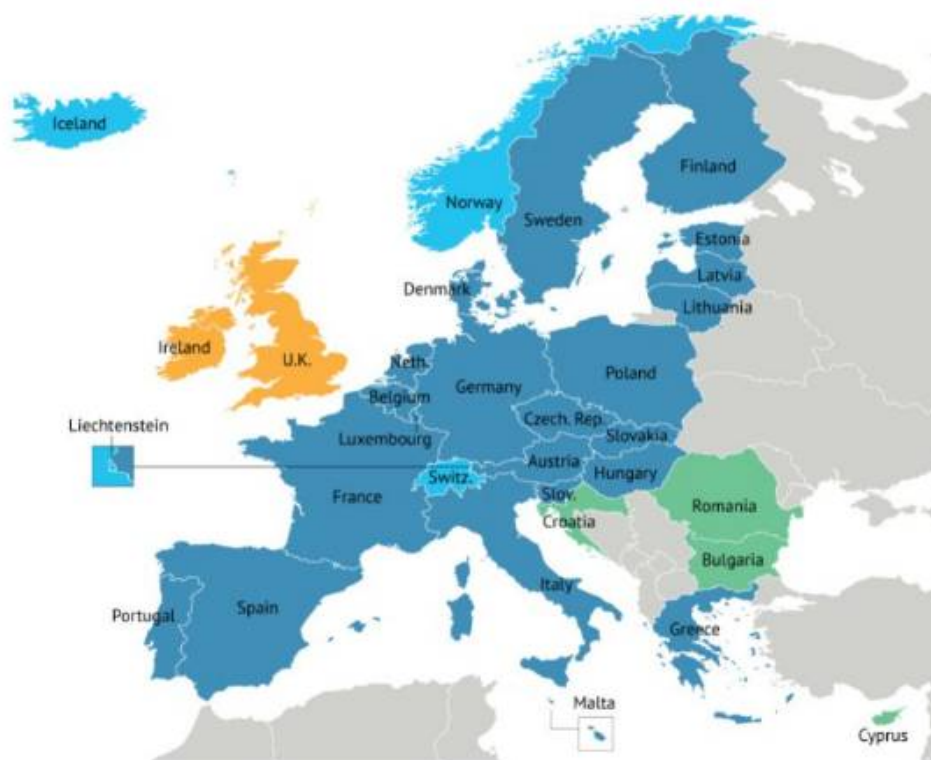 Iceland
Norway
Sweden
Finland
Estonia
Latvia
Lithuania
Denmark
Ireland
U.K.
Neth.
Belgium
Germany
Poland
Luxembourg
Czech. Rep.
Slovakia
Liechtenstein
Switz.
Austria
Hungary
France
Slov.
Croatia
Romania
Bulgaria
Portugal
Spain
Italy
Greece
Malta
Cyprus